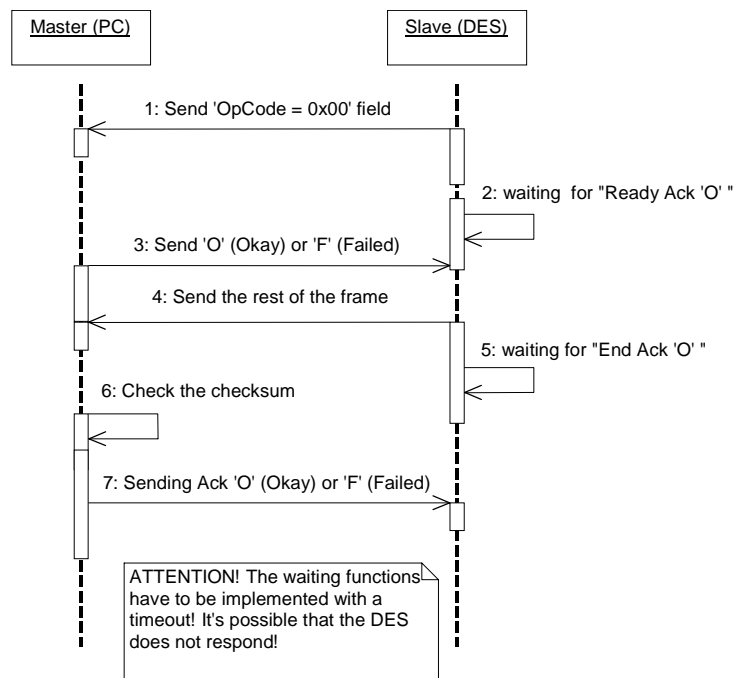 Master (PC)
Slave (DES)
1: Send 'OpCode = 0x00' field
2: waiting for "Ready Ack 'O' "
3: Send 'O' (Okay) or 'F' (Failed)
4: Send the rest of the frame
5: waiting for "End Ack 'O' "
6: Check the checksum
7: Sending Ack 'O' (Okay) or 'F' (Failed)
ATTENTION! The waiting functions
have to be implemented with a
timeout! It's possible that the DES
does not respond!